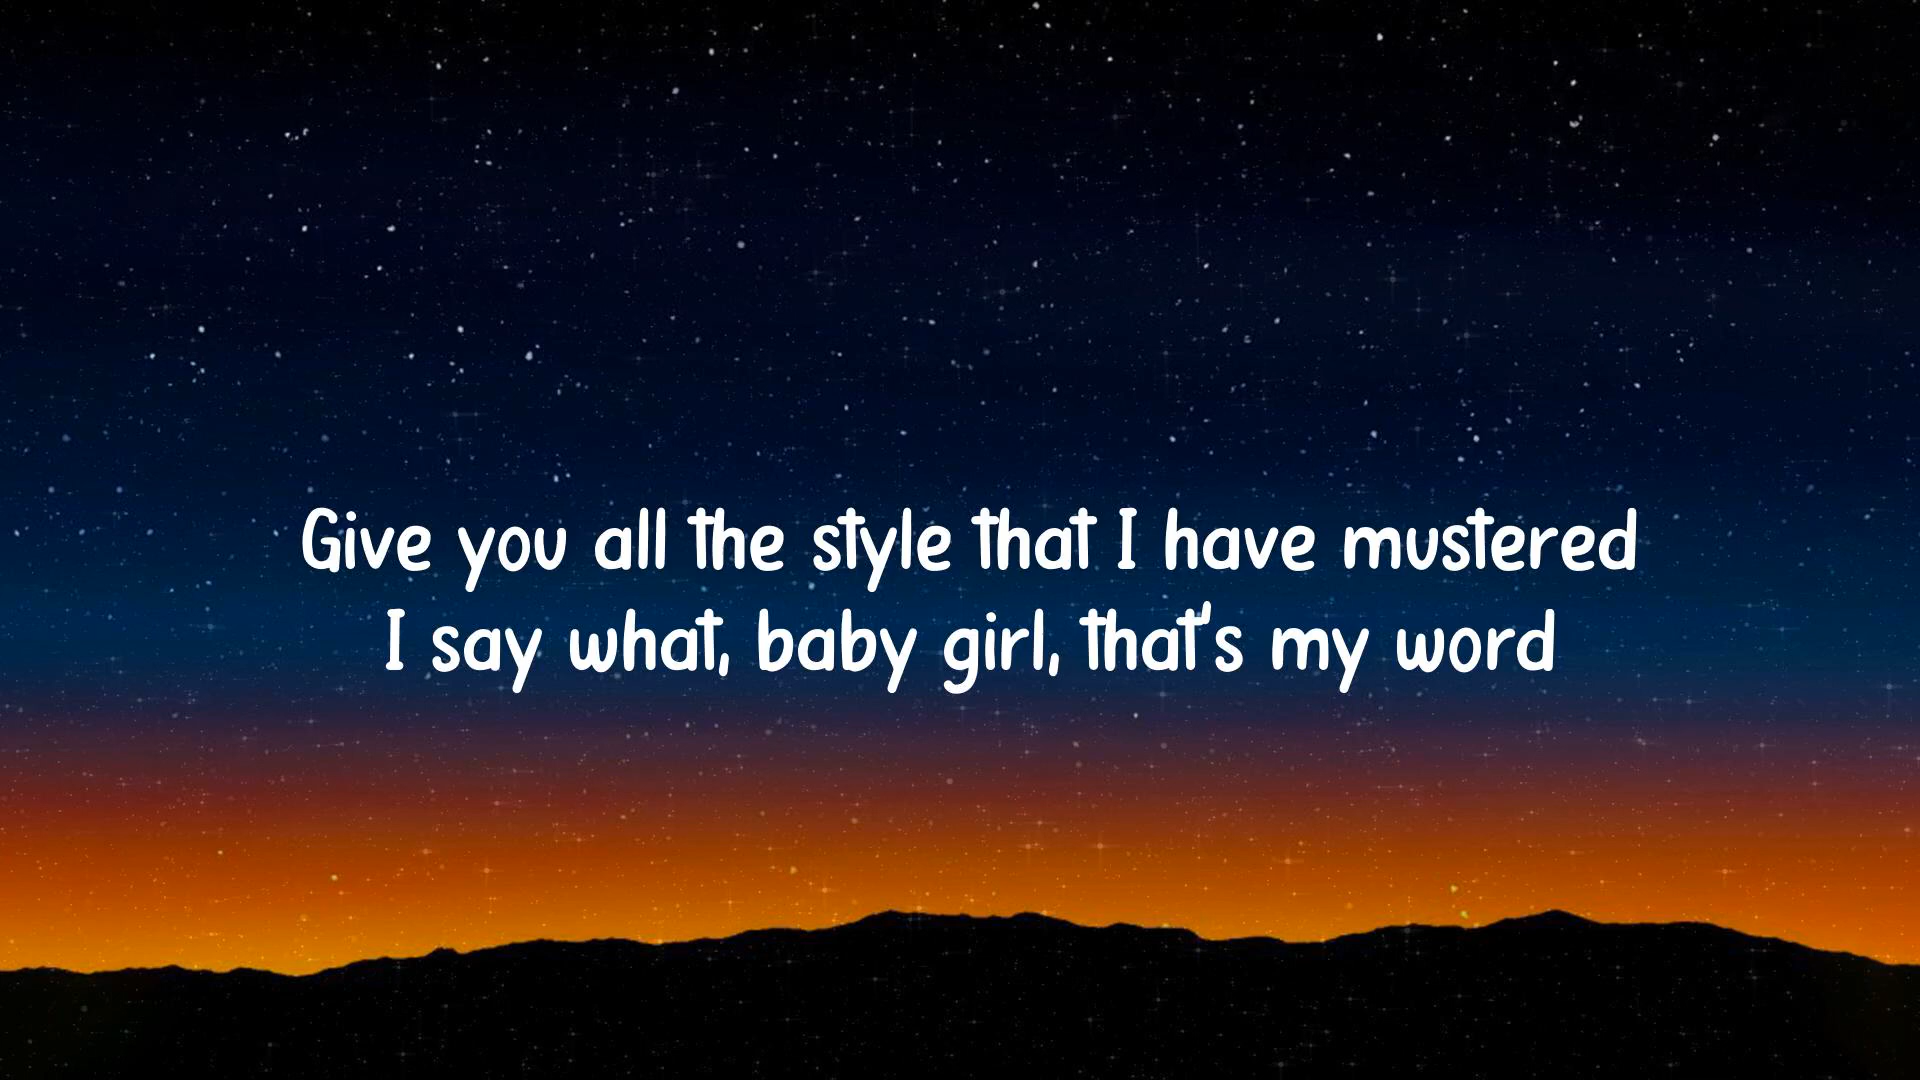 Give you all the style that I have mustered
I say what, baby girl, that's my word